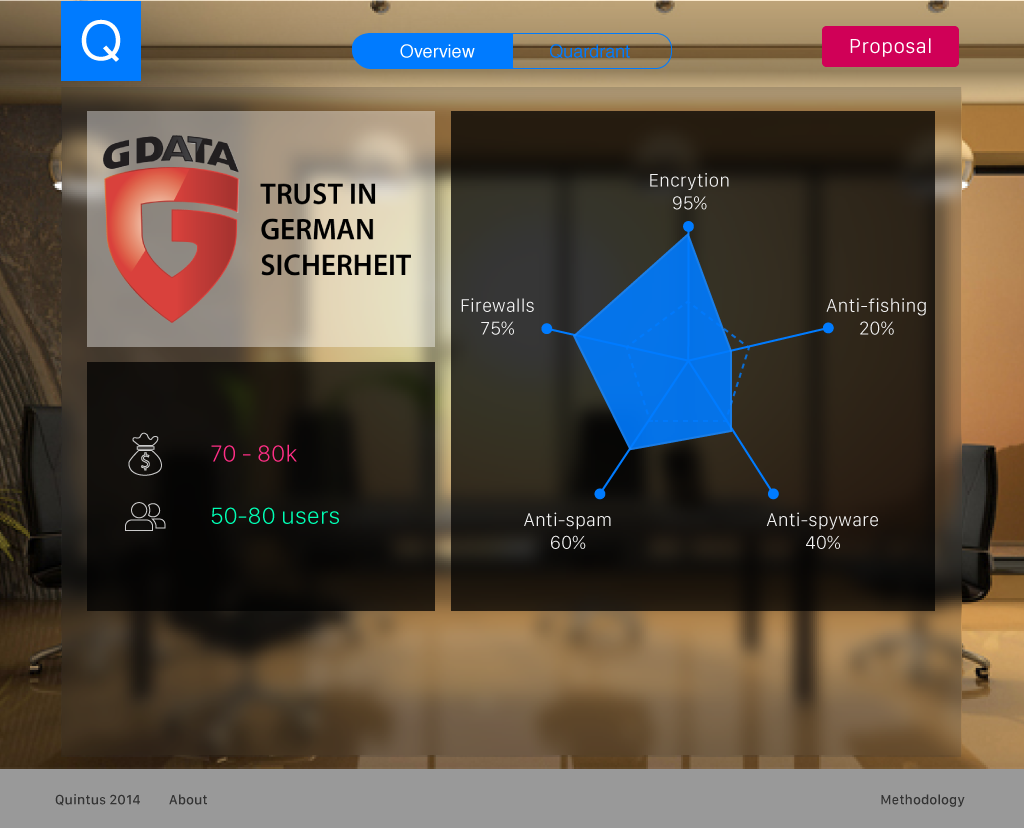 Q
Overview
Quardrant
Proposal
G DATA
TRUST IN
GERMAN
SICHERHEIT
Encrytion
95%
Firewalls
75%
Anti-fishing
20%
Anti-spam
60%
Anti-spyware
40%
$
70 - 80k
50-80 users
Quintus 2014
About
Methodology